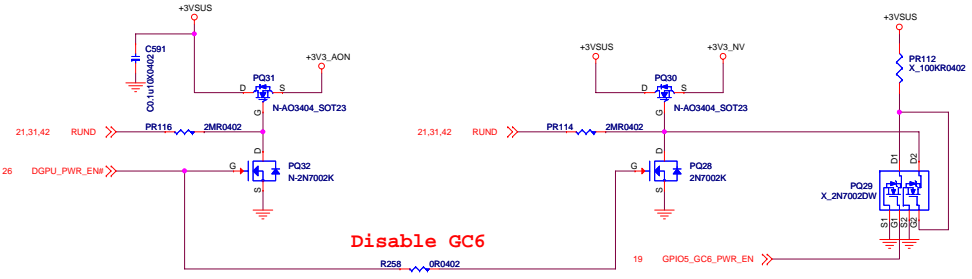 +3VSUS
+3VSUS
C591
C0.1u10X0402
+3V3_AON
+3VSUS
+3V3_NV
PR112
X_100KR0402
PQ31
D
S
G
N-AO3404_SOT23
PQ30
D
S
G
N-AO3404_SOT23
21,31,42
RUND
PR116
2MR0402
21,31,42
RUND
PR114
2MR0402
26
DGPU_PWR_EN#
G
D
S
PQ32
N-2N7002K
G
D
S
PQ28
2N7002K
D1
D2
PQ29
X_2N7002DW
S1
G1
S2
G2
Disable GC6
R258
0R0402
19
GPIO5_GC6_PWR_EN